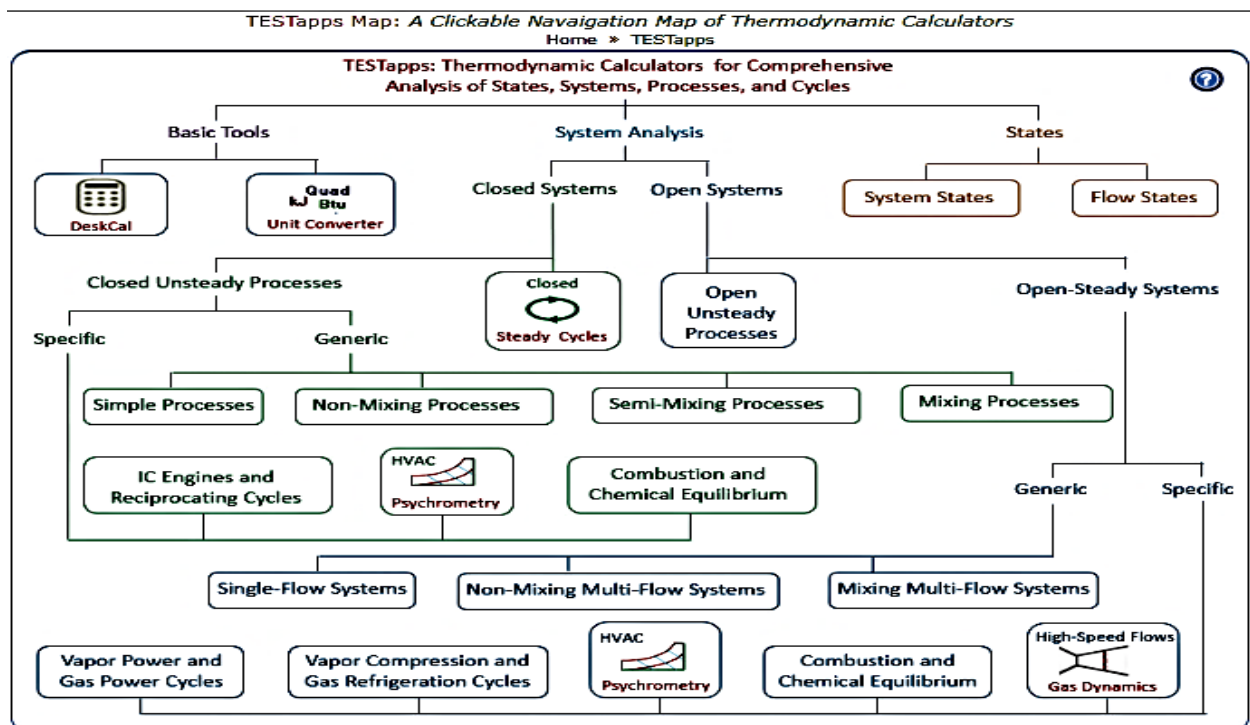 TESTapps Map: A Clickable Navaigation Map of Thermodynamic Calculators
Home » TESTapps
TESTapps: Thermodynamic Calculators for Comprehensive
Analysis of States, Systems, Processes, and Cycles
?
Basic Tools
System Analysis
States
DeskCal
kJ Quad
Btu
Unit Converter
Closed Systems
Open Systems
System States
Flow States
Closed Unsteady Processes
Closed
Steady Cycles
Open
Unsteady
Processes
Open-Steady Systems
Specific
Generic
Simple Processes
Non-Mixing Processes
Semi-Mixing Processes
Mixing Processes
IC Engines and
Reciprocating Cycles
HVAC
Psychrometry
Combustion and
Chemical Equilibrium
Generic
Specific
Single-Flow Systems
Non-Mixing Multi-Flow Systems
Mixing Multi-Flow Systems
Vapor Power and
Gas Power Cycles
Vapor Compression and
Gas Refrigeration Cycles
HVAC
Psychrometry
Combustion and
Chemical Equilibrium
High-Speed Flows
Gas Dynamics